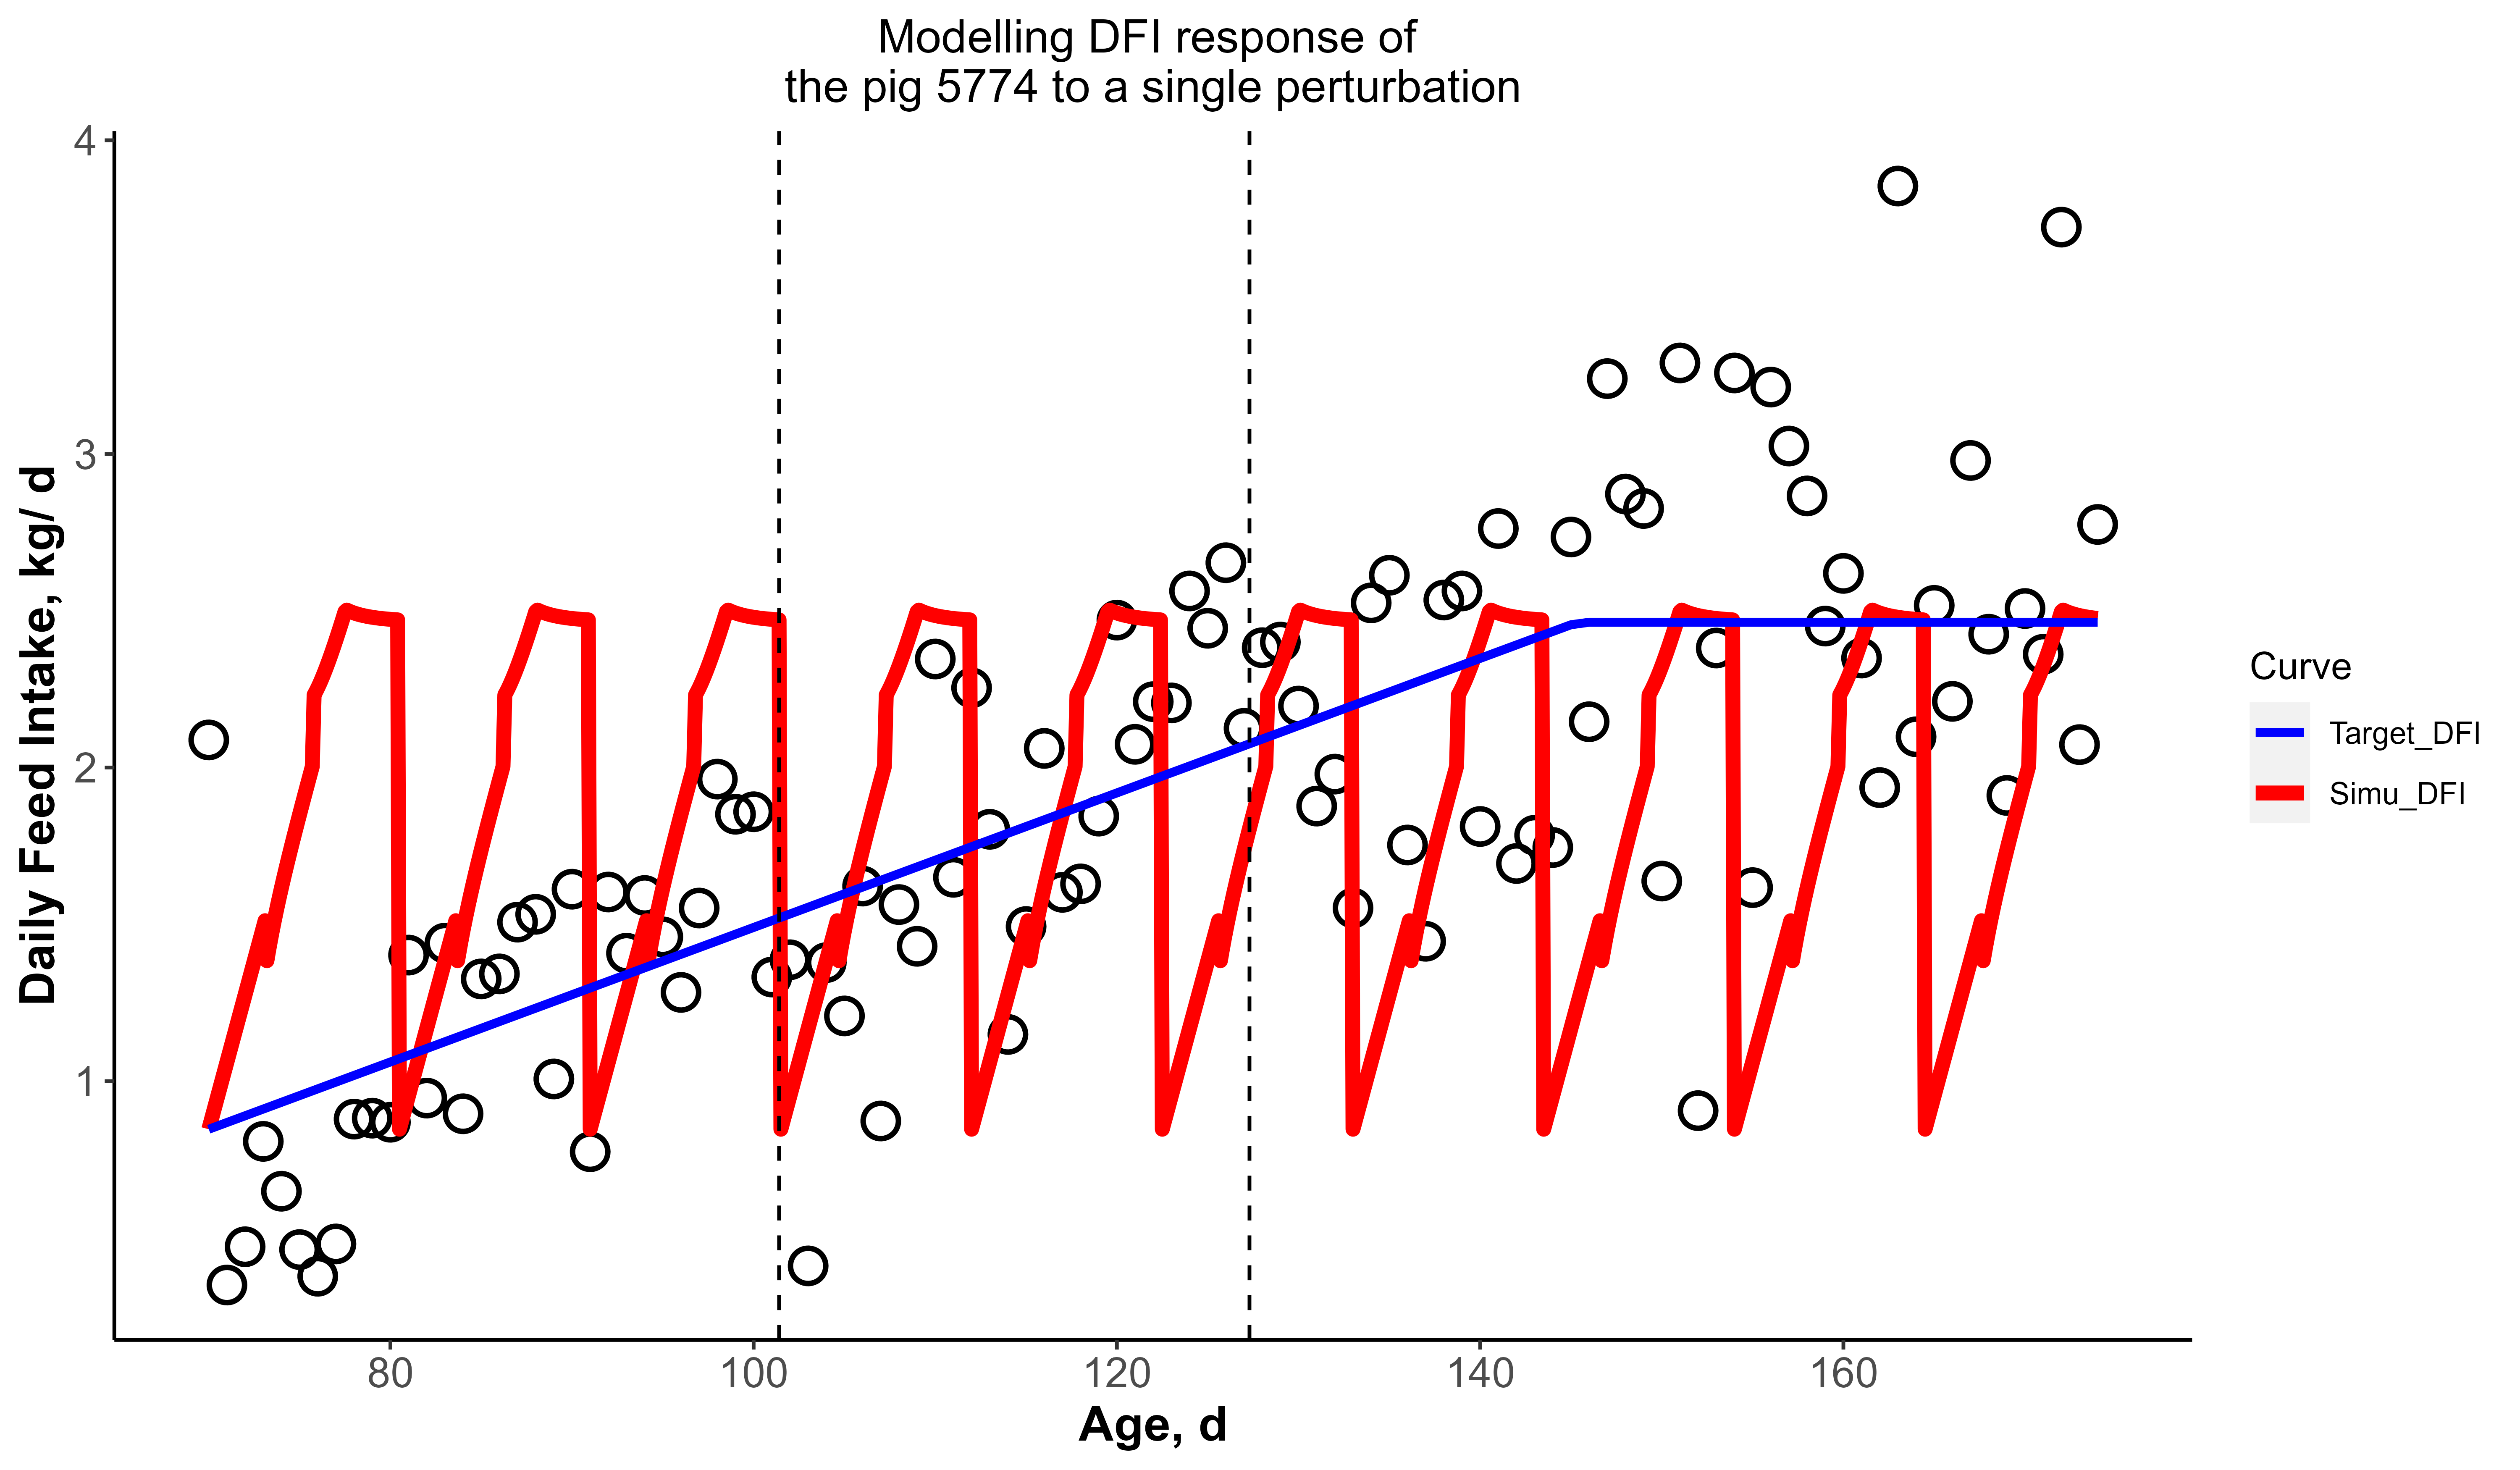 Modelling DFI response of
the pig 5774 to a single perturbation
Daily Feed Intake, kg/ d
4
3
2
1
80
100
120
140
160
Age, d
Curve
Target_DFI
Simu_DFI